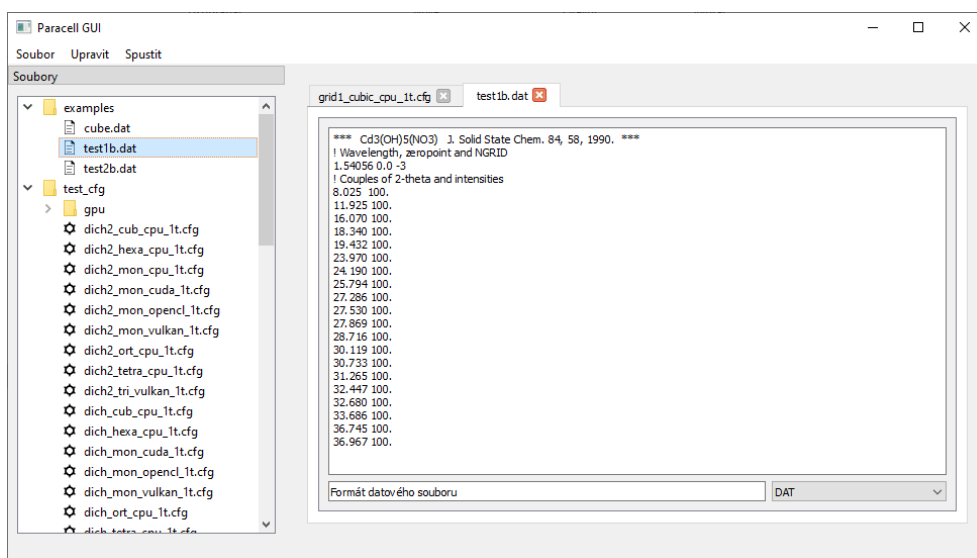 Paracell GUI
Soubor Upravit Spustit
Soubory
examples
cube.dat
test1b.dat
test2b.dat
test_cfg
gpu
dich2_cub_cpu_1t.cfg
dich2_hexa_cpu_1t.cfg
dich2_mon_cpu_1t.cfg
dich2_mon_cuda_1t.cfg
dich2_mon_opencl_1t.cfg
dich2_mon_vulkan_1t.cfg
dich2_ort_cpu_1t.cfg
dich2_tetra_cpu_1t.cfg
dich2_tri_vulkan_1t.cfg
dich_cub_cpu_1t.cfg
dich_hexa_cpu_1t.cfg
dich_mon_cuda_1t.cfg
dich_mon_opencl_1t.cfg
dich_mon_vulkan_1t.cfg
dich_ort_cpu_1t.cfg
dich_tetra_cpu_1t.cfg
grid1_cubic_cpu_1t.cfg test1b.dat
*** Cd3(OH)5(NO3) J. Solid State Chem. 84, 58, 1990. ***
! Wavelength, zeropoint and NGRID
1.54056 0.0 -3
! Couples of 2-theta and intensities
8.025 100.
11.925 100.
16.070 100.
18.340 100.
19.432 100.
23.970 100.
24.190 100.
25.794 100.
27.286 100.
27.530 100.
27.869 100.
28.716 100.
30.119 100.
30.733 100.
31.265 100.
32.447 100.
32.680 100.
33.686 100.
36.745 100.
36.967 100.
Formát datového souboru DAT